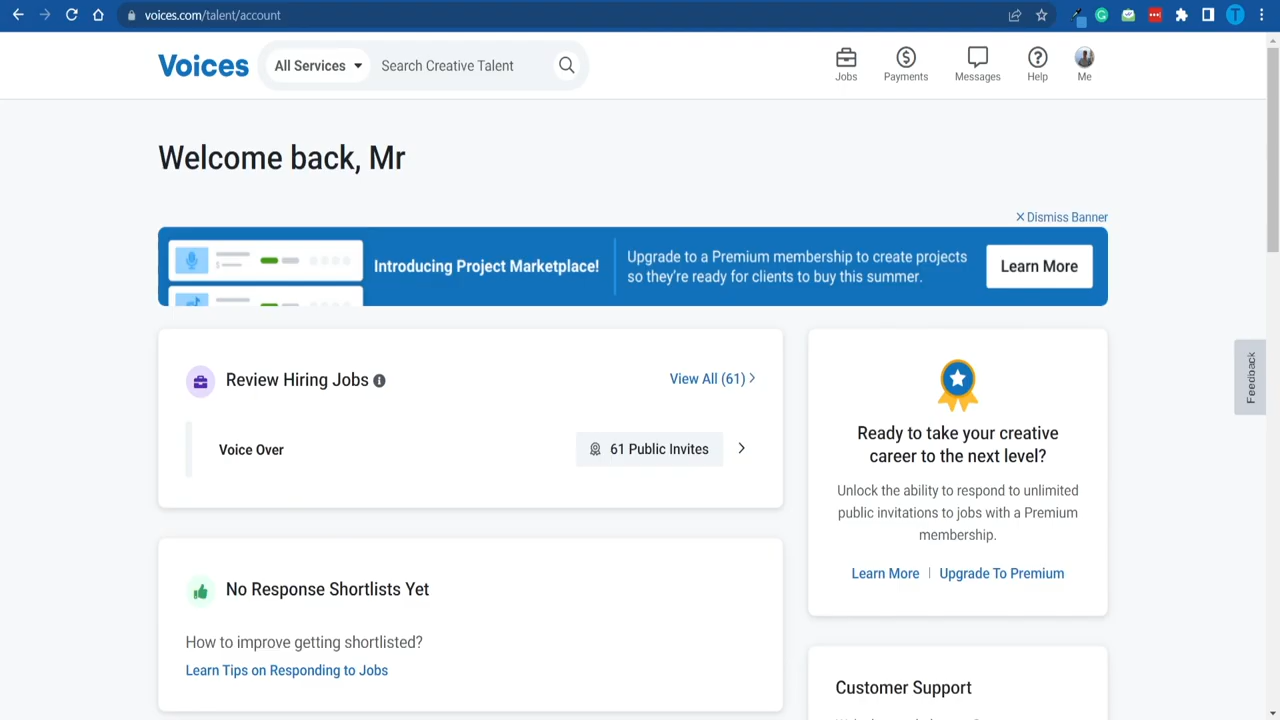 voices.com/talent/account
T
Voices
All Services
Search Creative Talent
Jobs
Payments
Messages
Help
Me
Welcome back, Mr
Dismiss Banner
Introducing Project Marketplace!
Upgrade to a Premium membership to create projects
so they're ready for clients to buy this summer.
Learn More
Review Hiring Jobs
View All (61)
Voice Over
61 Public Invites
Ready to take your creative
career to the next level?
Unlock the ability to respond to unlimited
public invitations to jobs with a Premium
membership.
Learn More
Upgrade To Premium
Feedback
No Response Shortlists Yet
How to improve getting shortlisted?
Learn Tips on Responding to Jobs
Customer Support